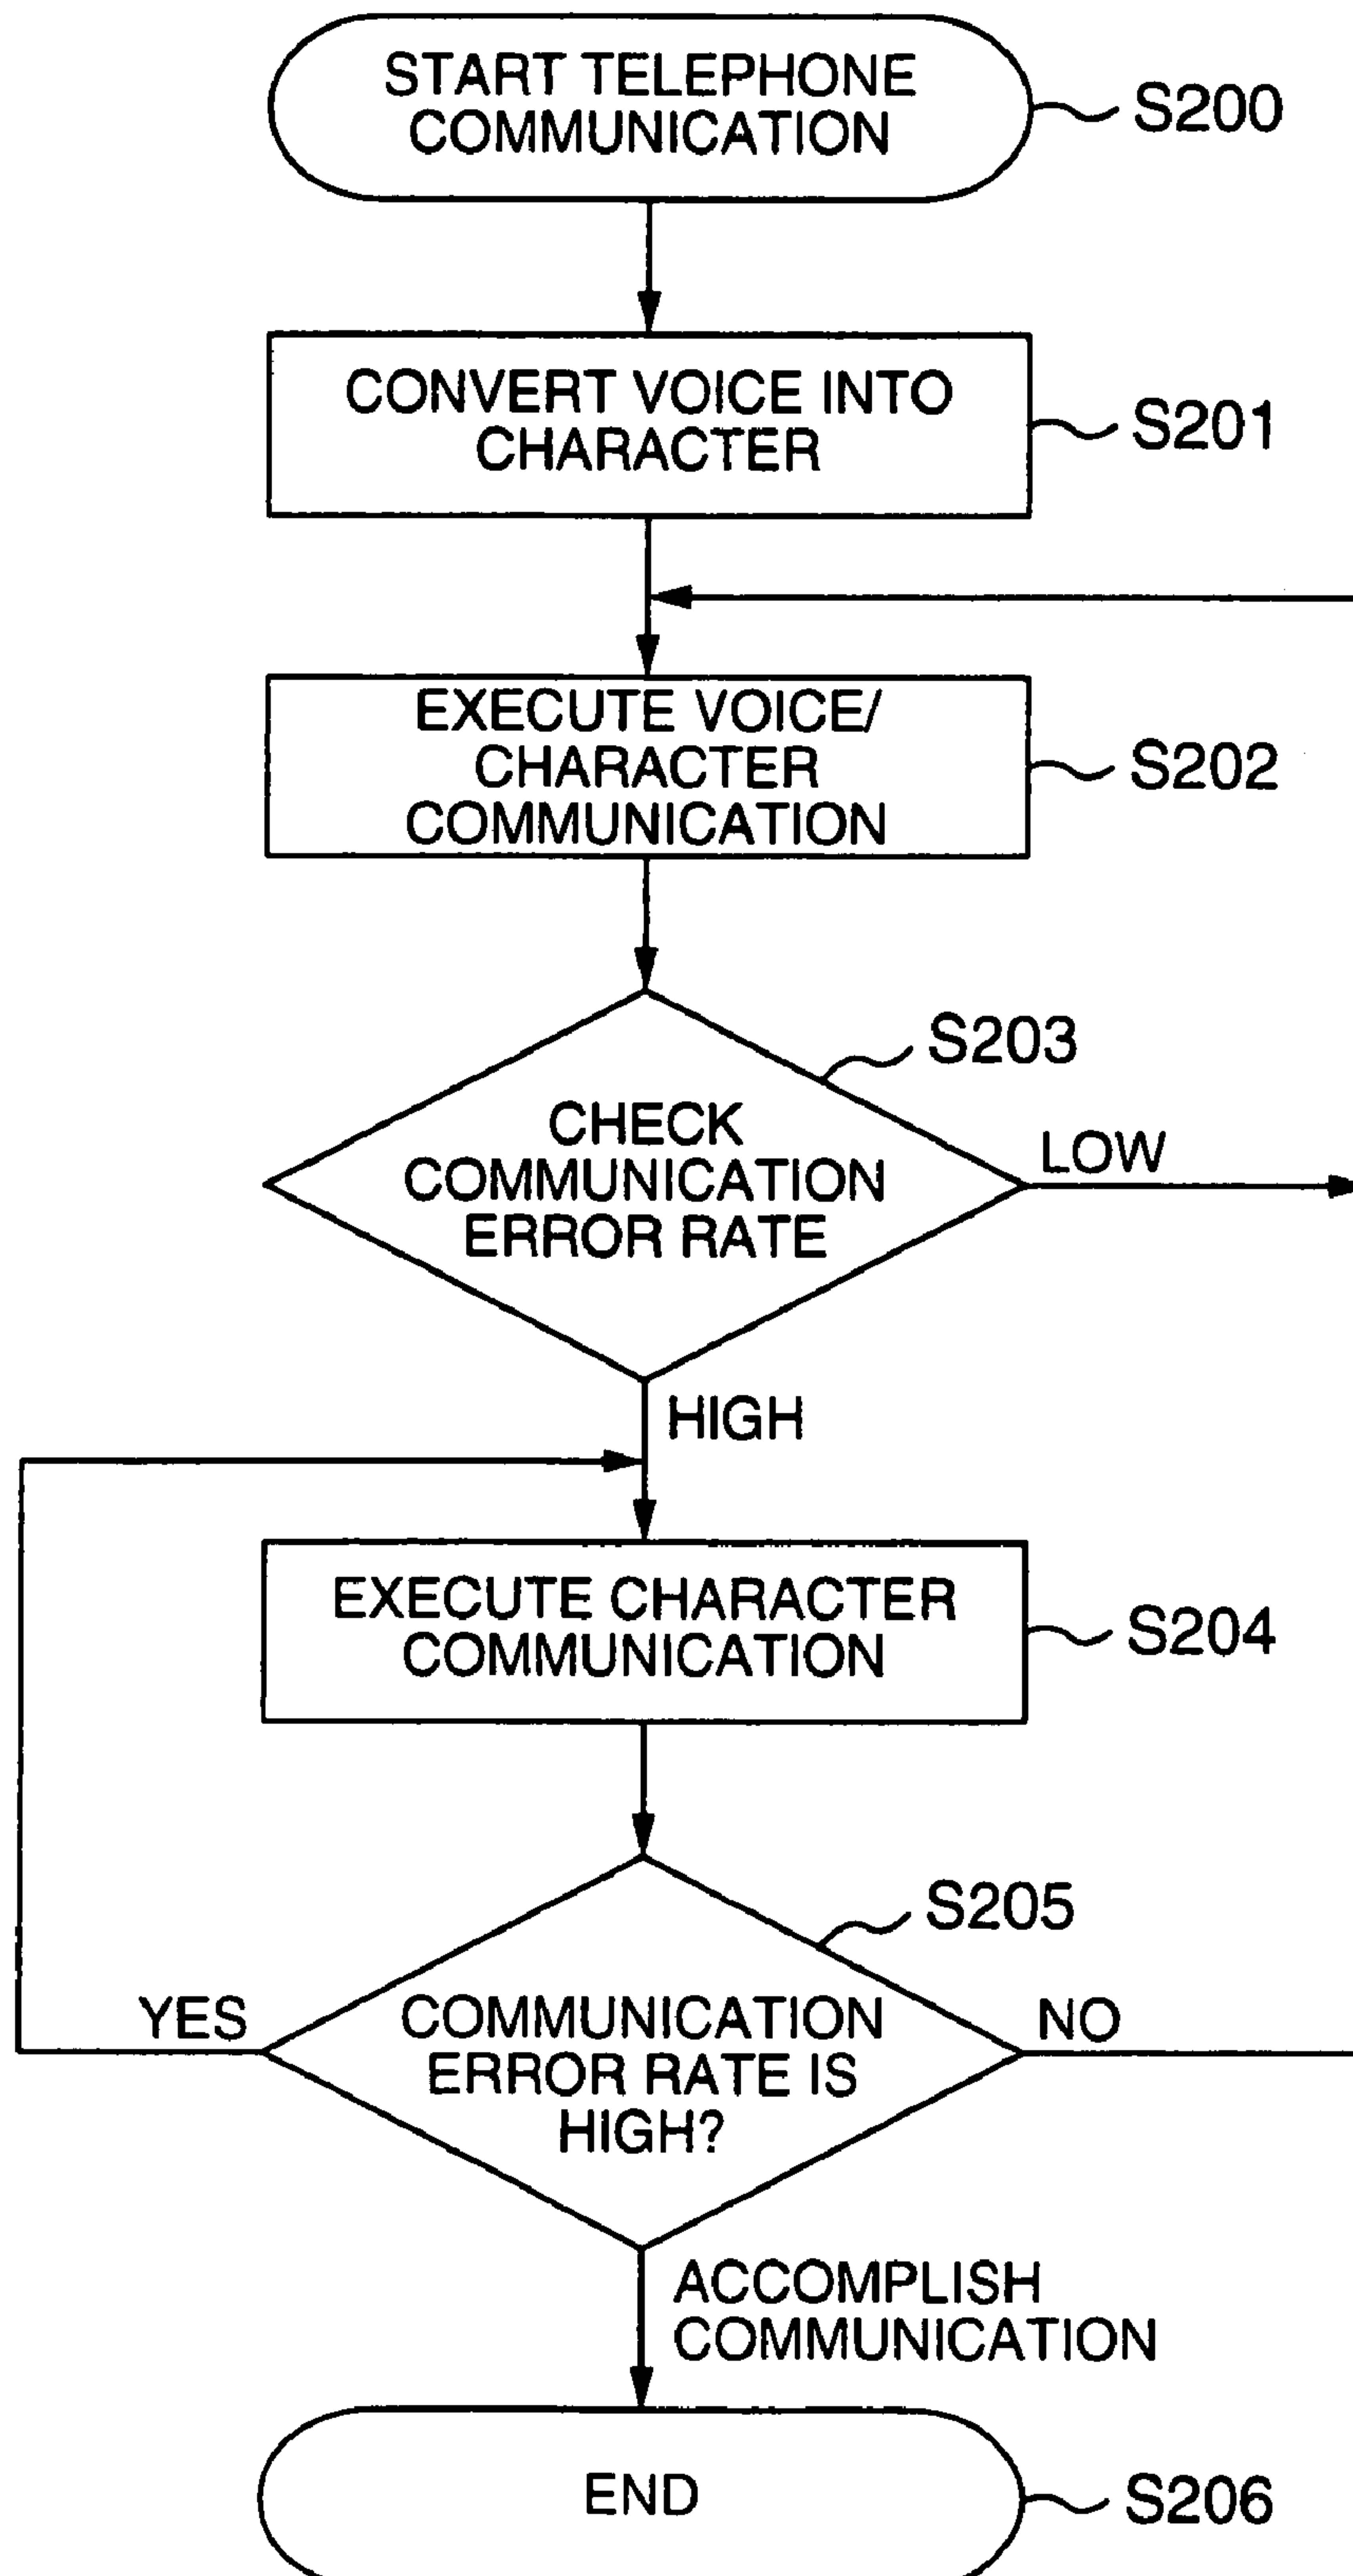 START TELEPHONE
COMMUNICATION
S200
CONVERT VOICE INTO
CHARACTER
S201
EXECUTE VOICE/
CHARACTER
COMMUNICATION
S202
S203
CHECK
COMMUNICATION
ERROR RATE
LOW
HIGH
EXECUTE CHARACTER
COMMUNICATION
S204
S205
YES
COMMUNICATION
ERROR RATE IS
HIGH?
NO
ACCOMPLISH
COMMUNICATION
END
S206